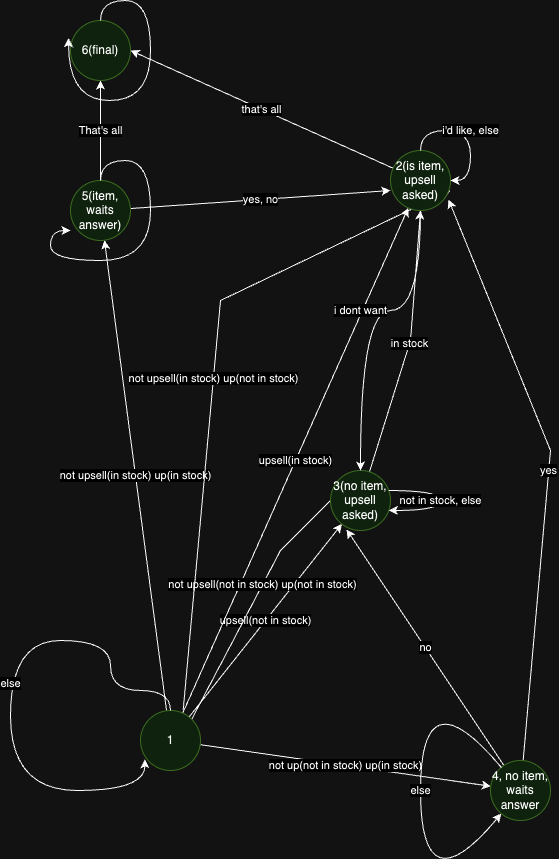 6(final)
that's all
That's all
i'd like, else
2(is item,
upsell
asked)
5(item,
waits
answer)
yes, no
i dont want
in stock
not upsell(in stock) up(not in stock)
upsell(in stock)
not upsell(in stock) up(in stock)
yes
3(no item,
upsell
asked)
not in stock, else
not upsell(not in stock) up(not in stock)
upsell(not in stock)
no
else
1
not up(not in stock) up(in stock)
4, no item,
waits
answer
else